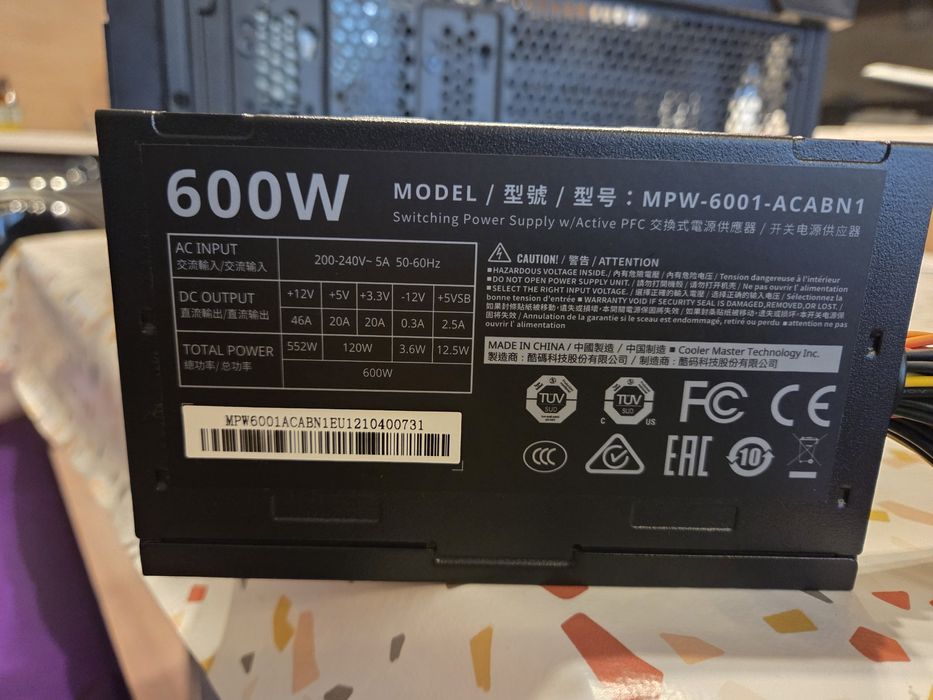 600W
MODEL / 型號 / 型号：MPW-6001-ACABN1
Switching Power Supply w/Active PFC 交換式電源供應器 / 开关电源供应器
AC INPUT
交流輸入/交流输入
200-240V~ 5A 50-60Hz
DC OUTPUT
直流輸出/直流输出
+12V +5V +3.3V -12V +5VSB
46A 20A 20A 0.3A 2.5A
TOTAL POWER
總功率/总功率
552W 120W 3.6W 12.5W
600W
MPW6001ACABN1EU1210400731
CAUTION! / 警告 / ATTENTION
■ HAZARDOUS VOLTAGE INSIDE. / 內有危險電壓 / 内有危险电压 / Tension dangereuse à l'intérieur
■ DO NOT OPEN POWER SUPPLY UNIT. / 請勿打開機殼 / 请勿打开机壳 / Ne pas ouvrir l' alimentation
■ SELECT THE RIGHT INPUT VOLTAGE. / 選擇正確的輸入電壓 / 选择正确的输入电压 / Sélectionnez la
bonne tension d'entrée ■ WARRANTY VOID IF SECURITY SEAL IS DAMAGED,REMOVED,OR LOST. /
如果封條貼紙被移動，遺失或損壞，本開關電源保固將失效 / 如果封条贴纸被移动，遗失或损坏，本开关电源保
固将失效 / Annulation de la garantie si le sceau est endommagé, retiré ou perdu ■ attention ne pas
ouvrir l' alimentation
MADE IN CHINA / 中國製造 / 中国制造 ■ Cooler Master Technology Inc.
製造商：酷碼科技股份有限公司 / 制造商：酷码科技股份有限公司
TÜV SUD
TÜV SUD
C US
FC
CE
CCC
EAC
10